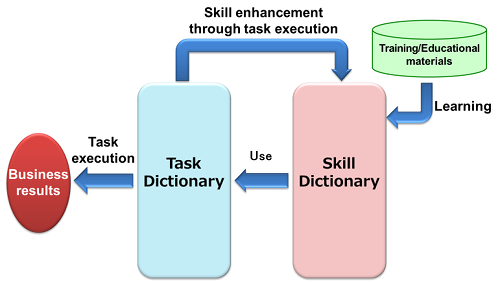 Skill enhancement
through task execution
Training/Educational
materials
Learning
Task
execution
Use
Task
Dictionary
Skill
Dictionary
Business
results